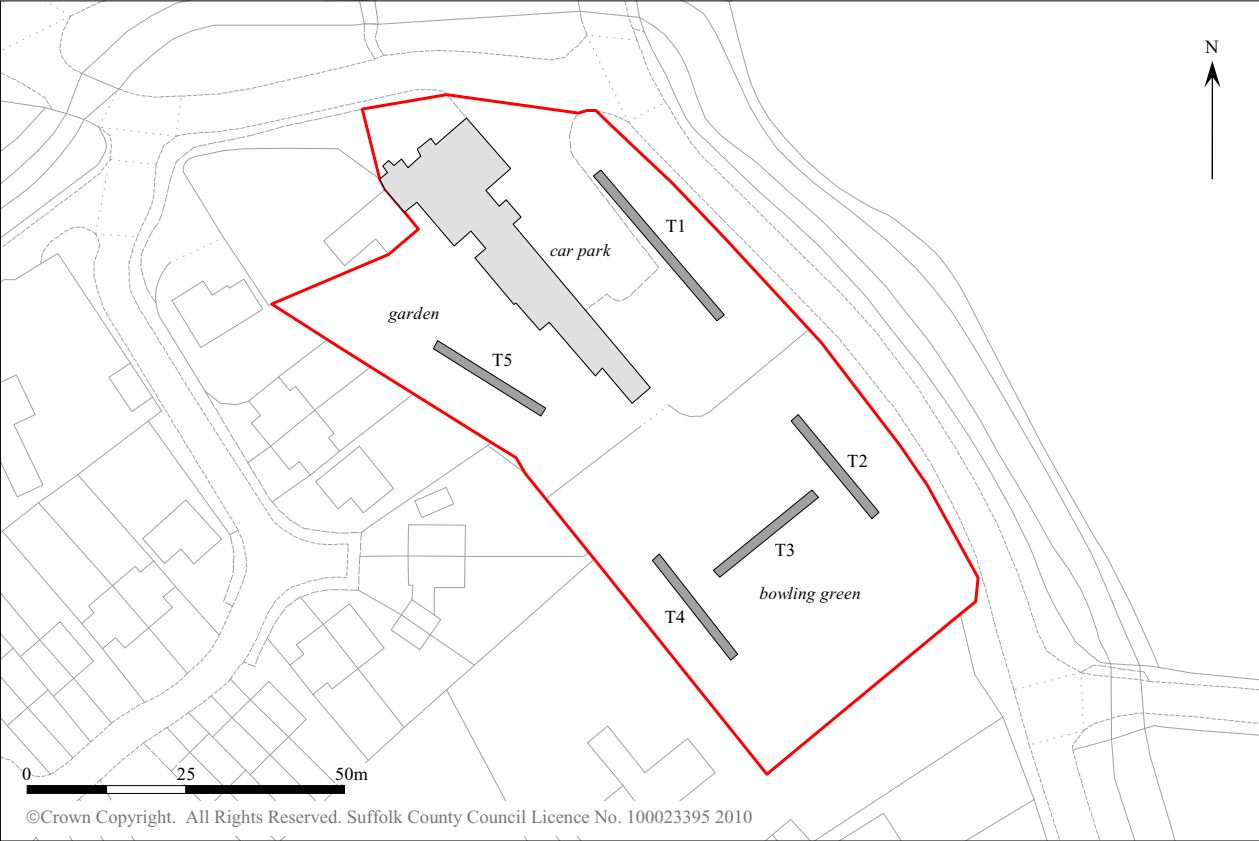 N
T1
car park
garden
T5
T2
T3
bowling green
T4
0 25 50m
©Crown Copyright. All Rights Reserved. Suffolk County Council Licence No. 100023395 2010